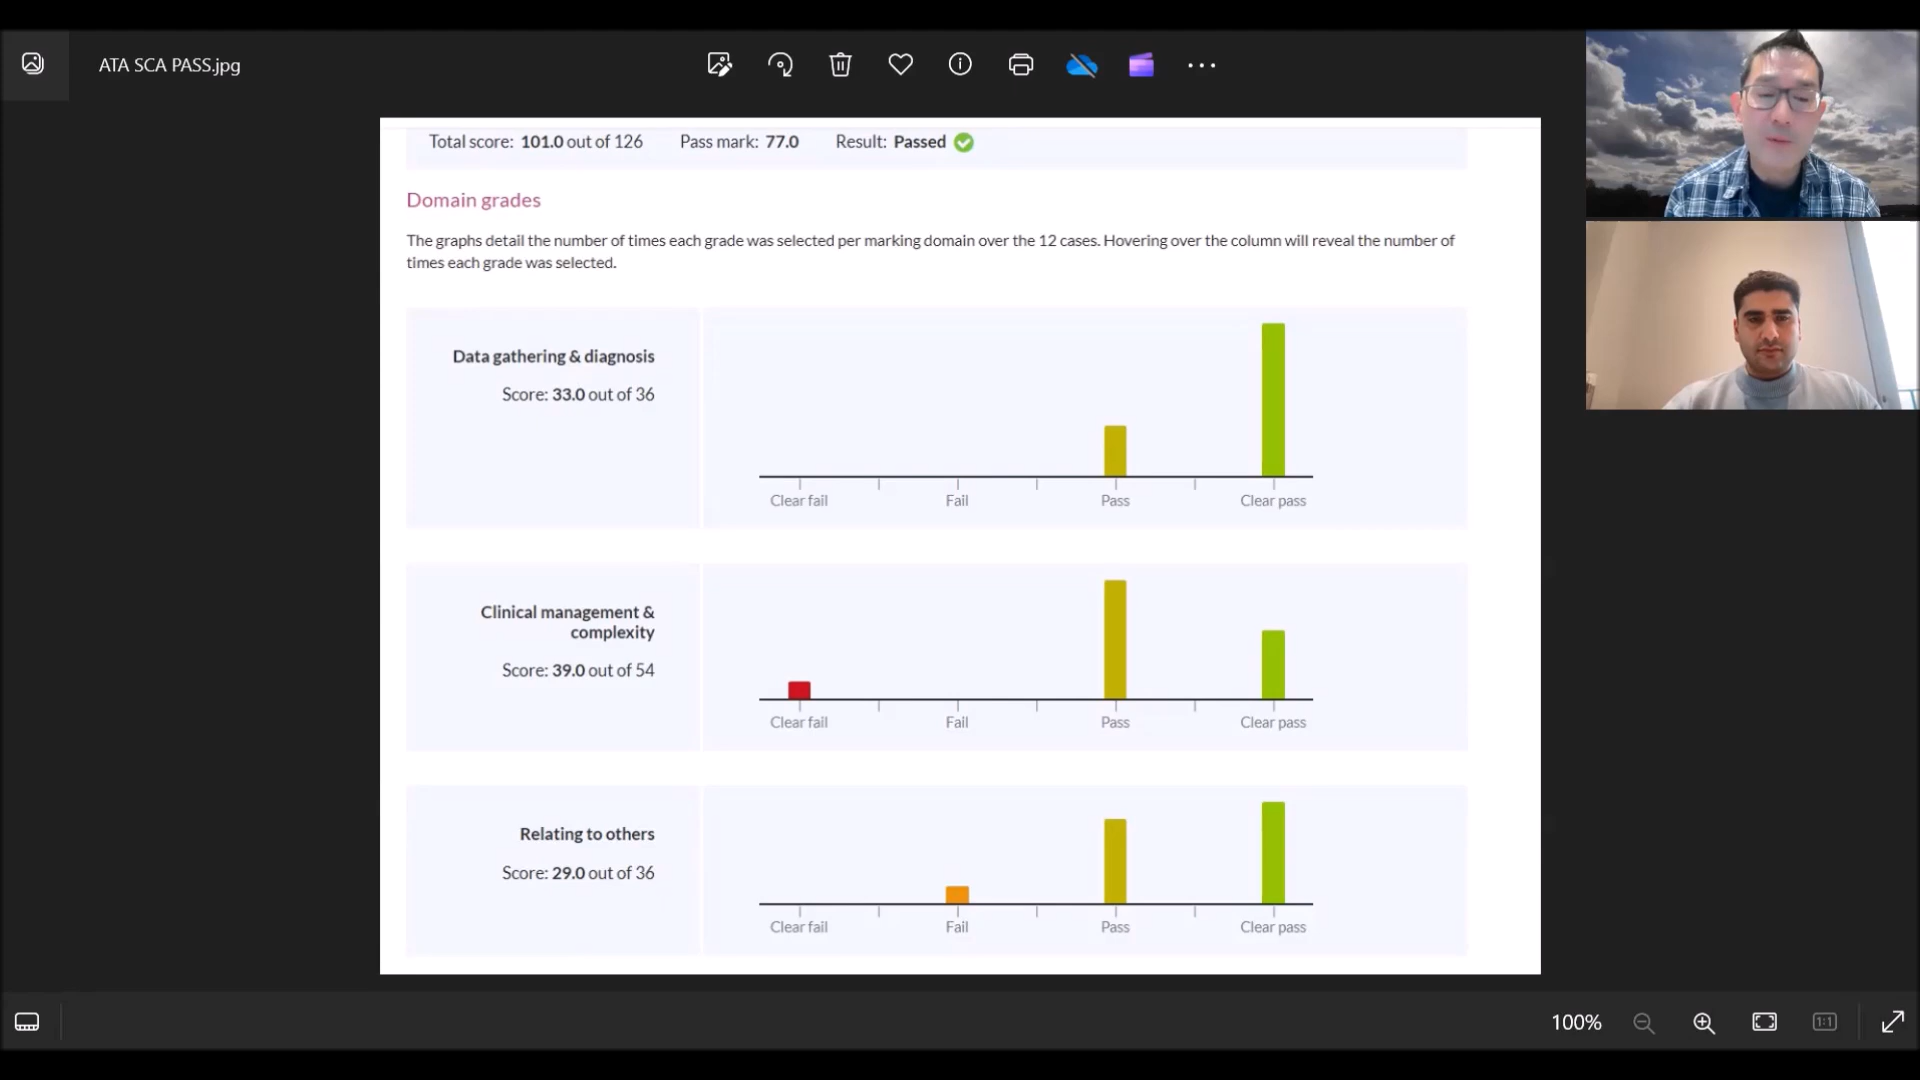 ATA SCA PASS.jpg
Total score: 101.0 out of 126 Pass mark: 77.0 Result: Passed
Domain grades
The graphs detail the number of times each grade was selected per marking domain over the 12 cases. Hovering over the column will reveal the number of
times each grade was selected.
Data gathering & diagnosis
Score: 33.0 out of 36
Clear fail Fail Pass Clear pass
Clinical management &
complexity
Score: 39.0 out of 54
Clear fail Fail Pass Clear pass
Relating to others
Score: 29.0 out of 36
Clear fail Fail Pass Clear pass
100%
1:1